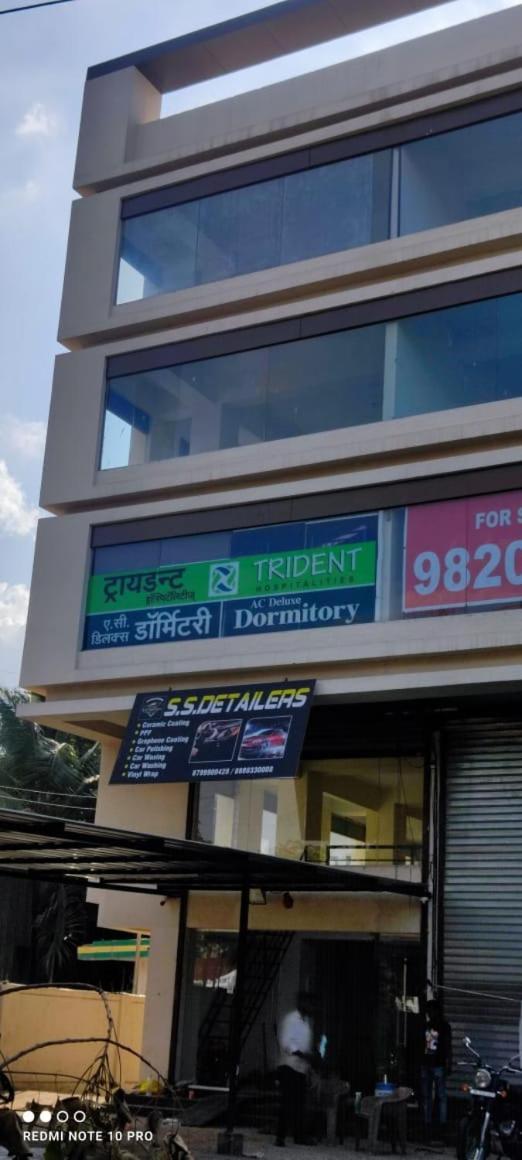 ट्रायडन्ट
हॉस्पिटॅलिटीज्
TRIDENT
HOSPITALITIES
ए.सी.
डिलक्स डॉर्मिटरी
AC Deluxe
Dormitory
FOR S
9820
S.S.DETAILERS
Ceramic Coating
PPF
Graphene Coating
Car Polishing
Car Waxing
Car Washing
Vinyl Wrap
REDMI NOTE 10 PRO